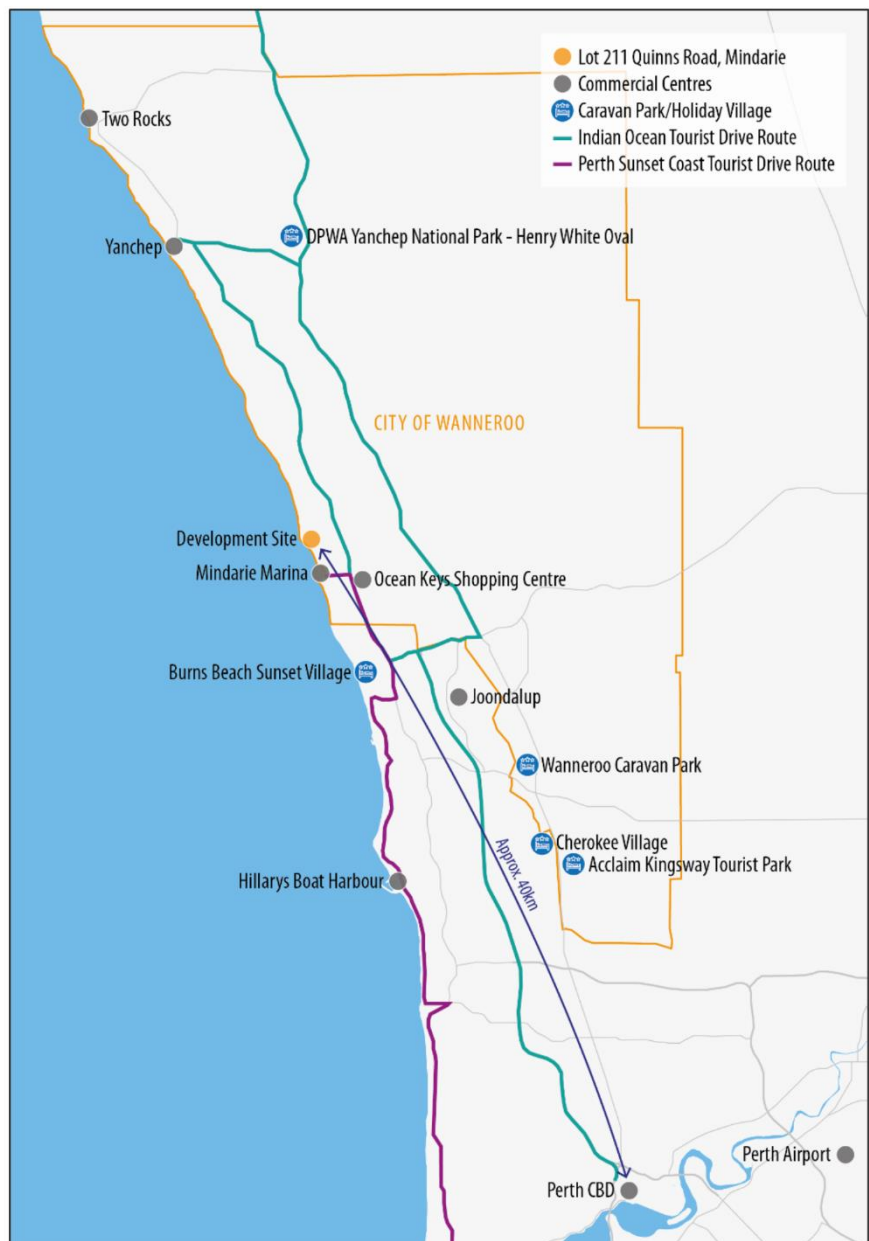 Lot 211 Quinns Road, Mindarie
Commercial Centres
Caravan Park/Holiday Village
Indian Ocean Tourist Drive Route
Perth Sunset Coast Tourist Drive Route
Two Rocks
DPWA Yanchep National Park - Henry White Oval
Yanchep
CITY OF WANNEROO
Development Site
Mindarie Marina
Ocean Keys Shopping Centre
Burns Beach Sunset Village
Joondalup
Wanneroo Caravan Park
Cherokee Village
Acclaim Kingsway Tourist Park
Approx. 40km
Hillarys Boat Harbour
Perth Airport
Perth CBD